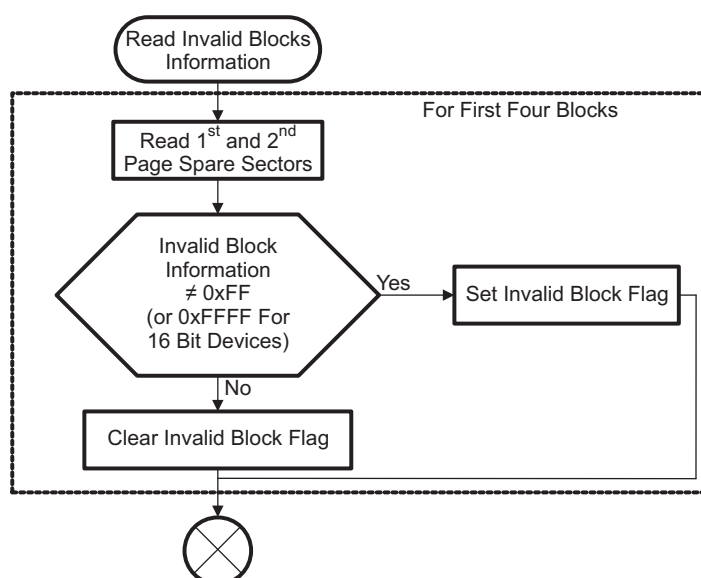 Read Invalid Blocks
Information
For First Four Blocks
Read 1st and 2nd
Page Spare Sectors
Invalid Block
Information
≠ 0xFF
(or 0xFFFF For
16 Bit Devices)
Yes
Set Invalid Block Flag
No
Clear Invalid Block Flag